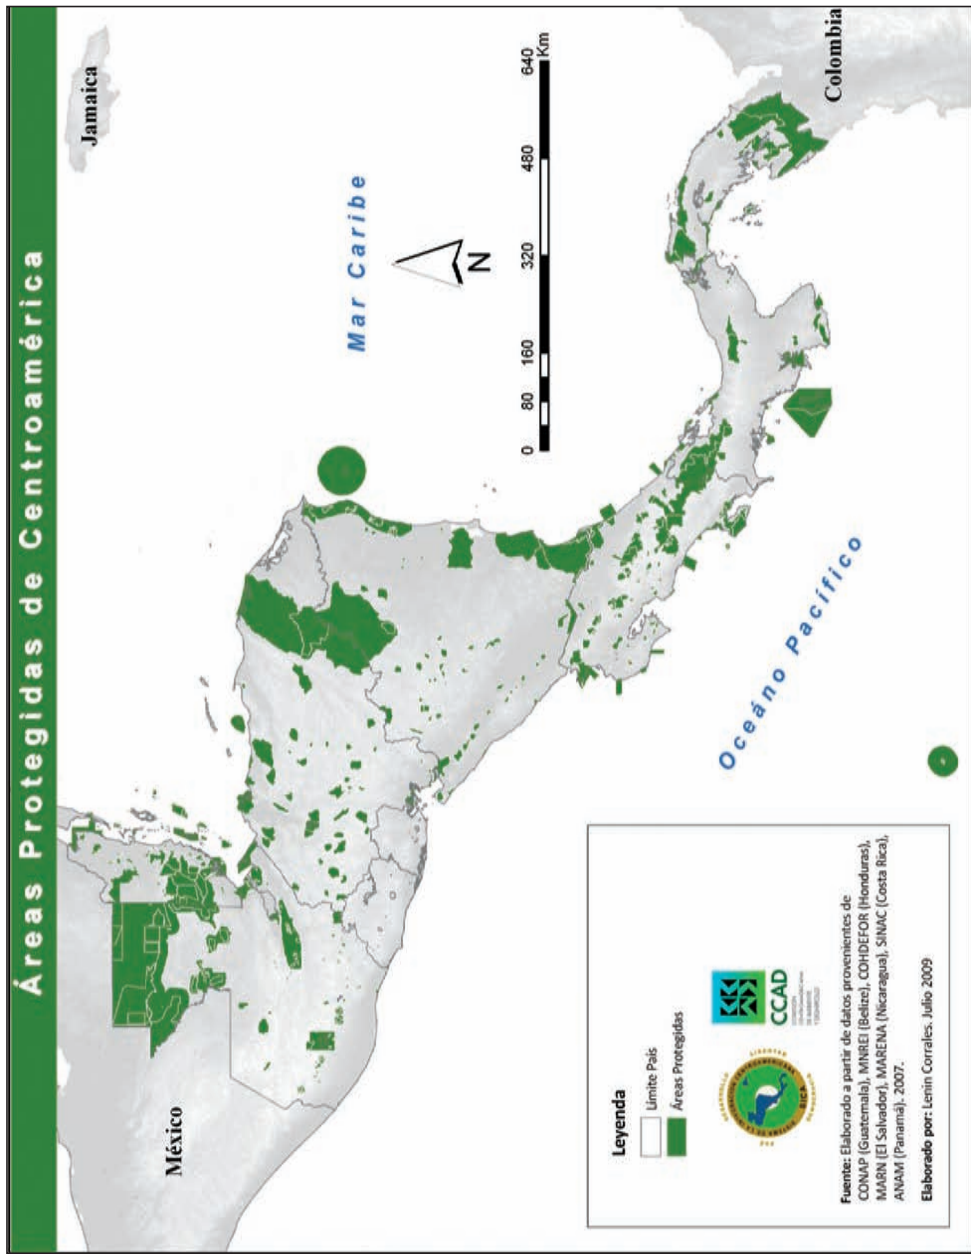 Áreas Protegidas de Centroamérica
Jamaica
Mar Caribe
N
0 80 160 320 480 640
Km
México
Colombia
Oceáno Pacífico
Leyenda
Límite País
Áreas Protegidas
CCAD
Fuente: Elaborado a partir de datos provenientes de
CONAP (Guatemala), MNREI (Belize), COHDEFOR (Honduras),
MARN (El Salvador), MARENA (Nicaragua), SINAC (Costa Rica),
ANAM (Panamá). 2007.
Elaborado por: Lenin Corrales. Julio 2009